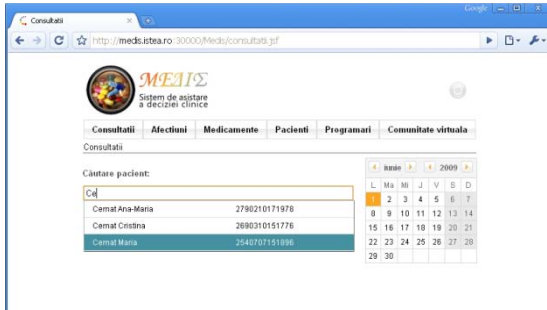 Google
Consultatii
http://medis.istea.ro:30000/Medis/consultatii.jsf
ΜΕΔΙΣ
Sistem de asistare
a deciziei clinice
Consultatii Afectiuni Medicamente Pacienti Programari Comunitate virtuala
Consultatii
Căutare pacient:
Ce
Cernat Ana-Maria 2790210171978
Cernat Cristina 2690310151776
Cernat Maria 2540707151896
iunie 2009
L Ma Mi J V S D
1 2 3 4 5 6 7
8 9 10 11 12 13 14
15 16 17 18 19 20 21
22 23 24 25 26 27 28
29 30